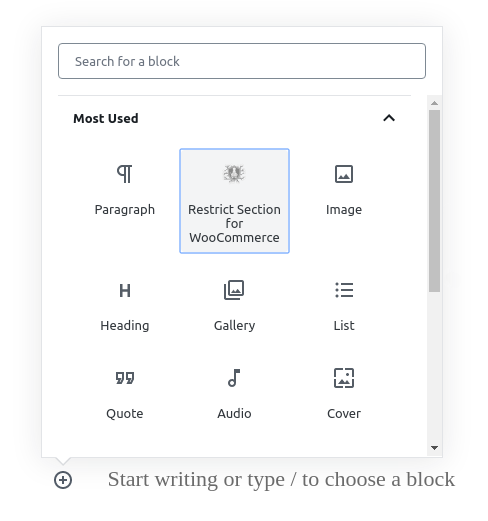 Search for a block
Most Used
Paragraph
Restrict Section
for
WooCommerce
Image
Heading
Gallery
List
Quote
Audio
Cover
Start writing or type / to choose a block